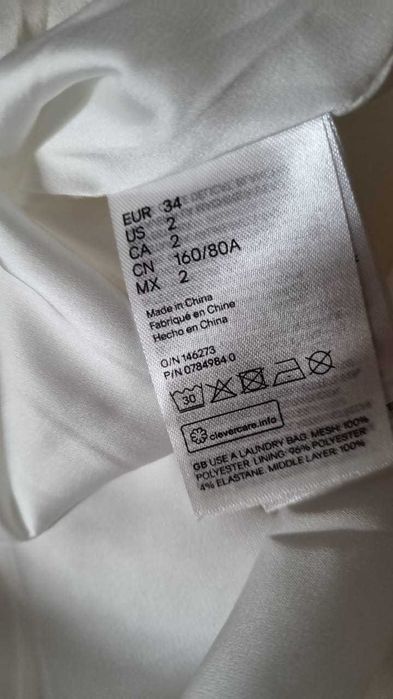 EUR 34
US 2
CA 2
CN 160/80A
MX 2
Made in China
Fabriqué en Chine
Hecho en China
O/N 146273
P/N 0784984 0
30
clevercare.info
GB USE A LAUNDRY BAG. MESH: 100%
POLYESTER. LINING: 96% POLYESTER
4% ELASTANE. MIDDLE LAYER: 100%